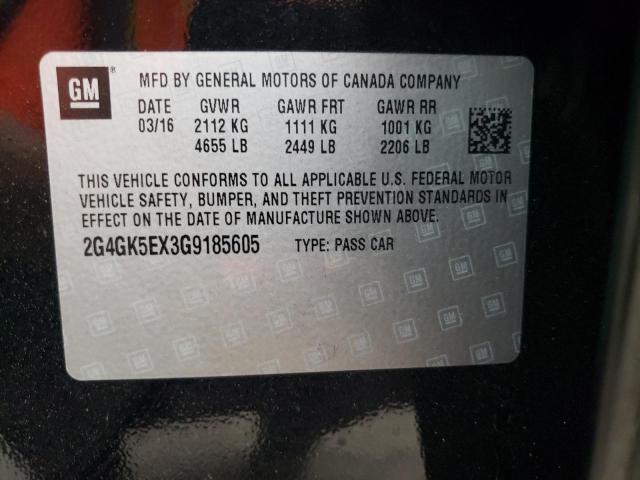 GM® MFD BY GENERAL MOTORS OF CANADA COMPANY
DATE GVWR GAWR FRT GAWR RR
03/16 2112 KG 1111 KG 1001 KG
4655 LB 2449 LB 2206 LB
THIS VEHICLE CONFORMS TO ALL APPLICABLE U.S. FEDERAL MOTOR
VEHICLE SAFETY, BUMPER, AND THEFT PREVENTION STANDARDS IN
EFFECT ON THE DATE OF MANUFACTURE SHOWN ABOVE.
2G4GK5EX3G9185605 TYPE: PASS CAR